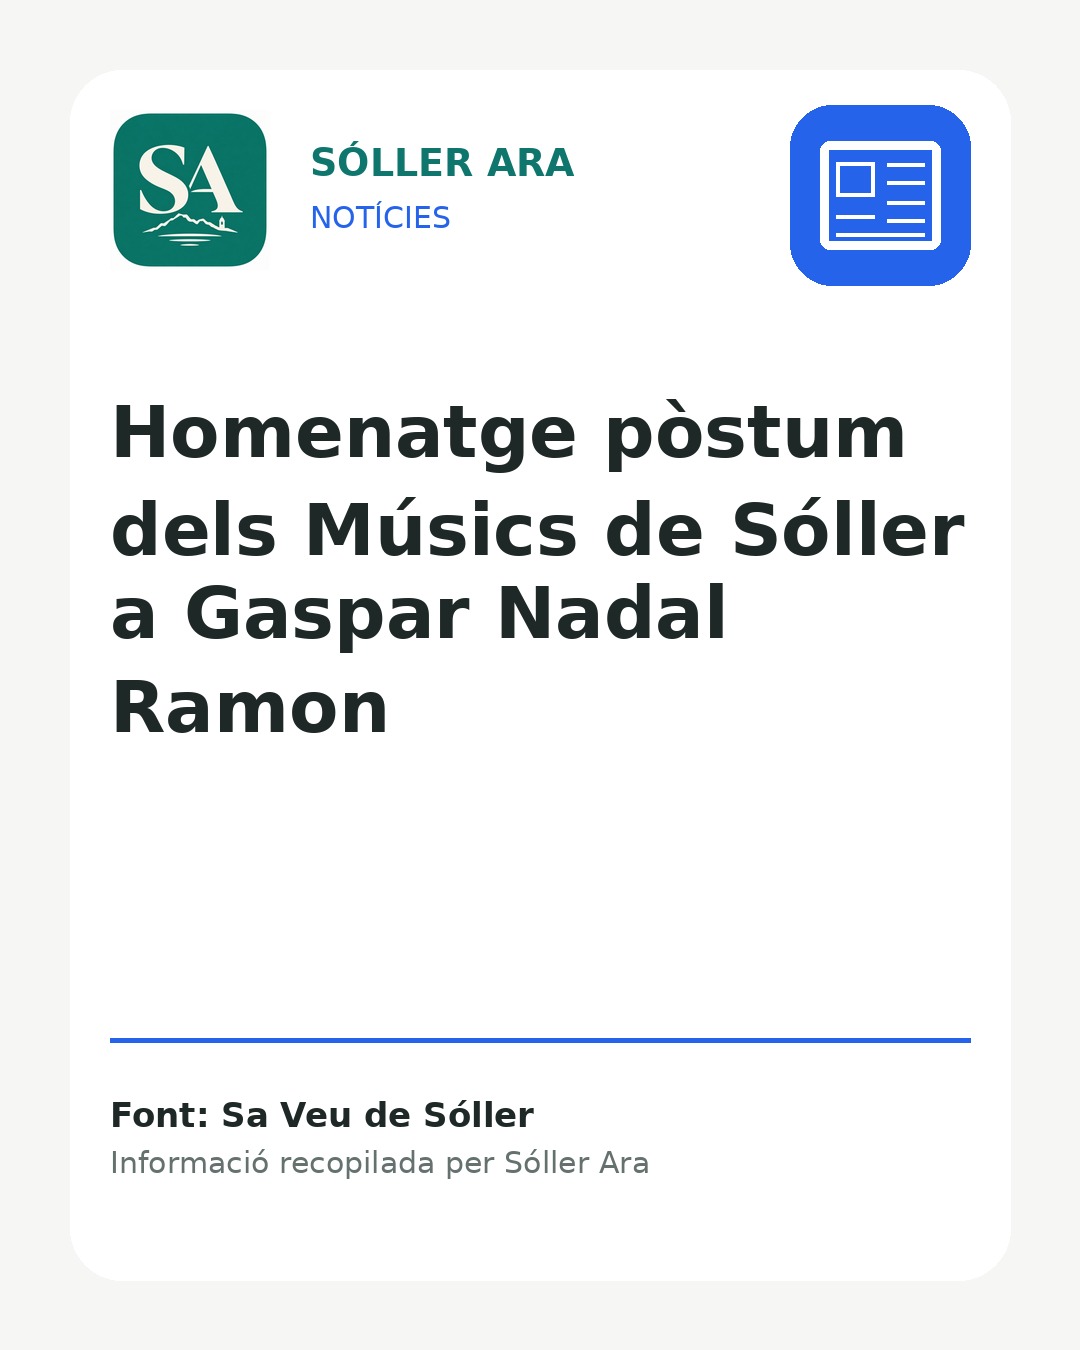 SA
SÓLLER ARA
NOTÍCIES
Homenatge pòstum
dels Músics de Sóller
a Gaspar Nadal
Ramon
Font: Sa Veu de Sóller
Informació recopilada per Sóller Ara